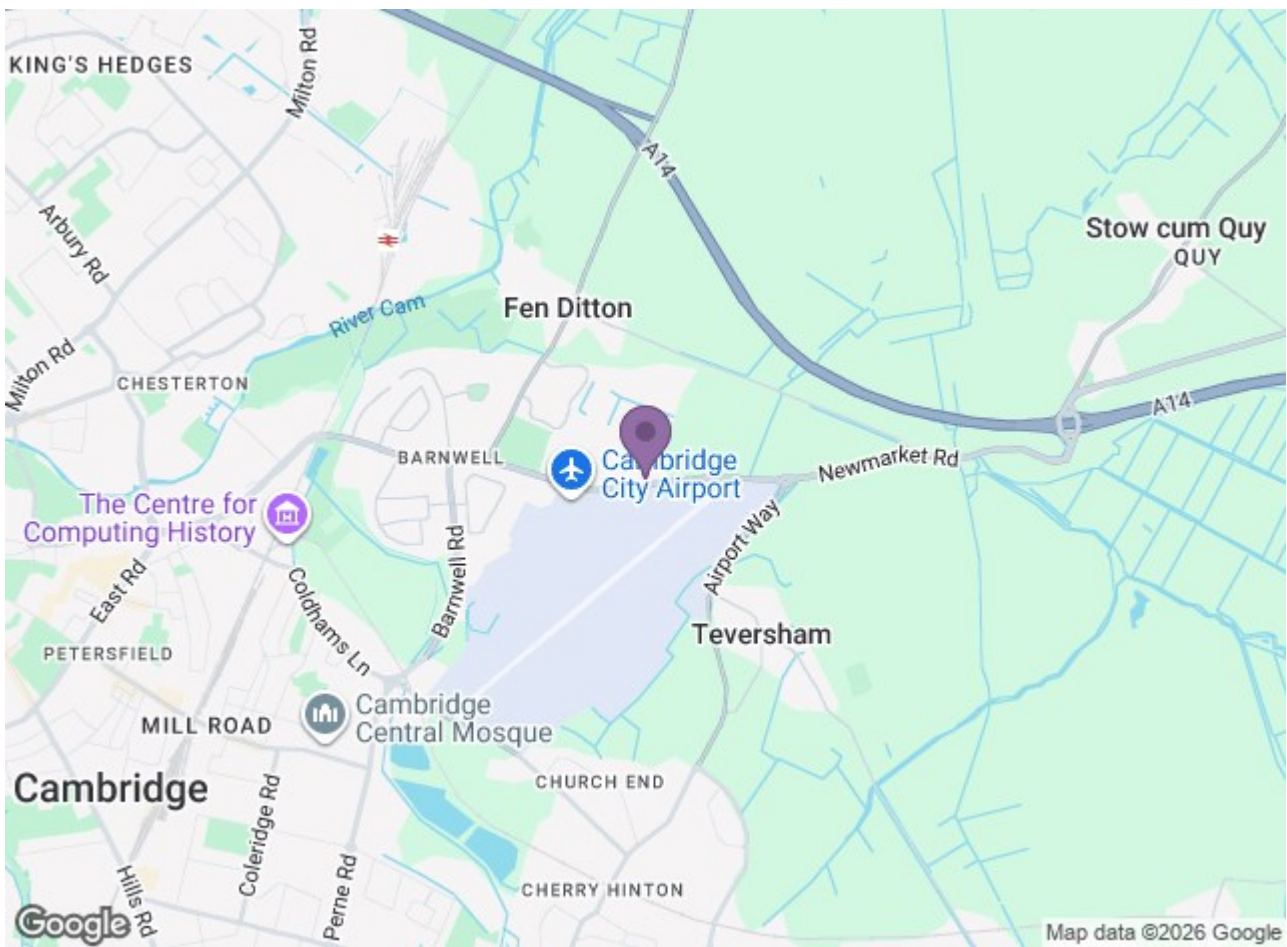 KING'S HEDGES
Milton Rd
A14
Arbury Rd
Stow cum Quy
QUY
River Cam
Fen Ditton
Milton Rd
CHESTERTON
A14
BARNWELL
Cambridge
City Airport
Newmarket Rd
The Centre for
Computing History
Airport Way
Barnwell Rd
East Rd
Coldhams Ln
Teversham
PETERSFIELD
Cambridge
Central Mosque
MILL ROAD
Cambridge
CHURCH END
Coleridge Rd
Hills Rd
Perne Rd
CHERRY HINTON
Google
Map data ©2026 Google